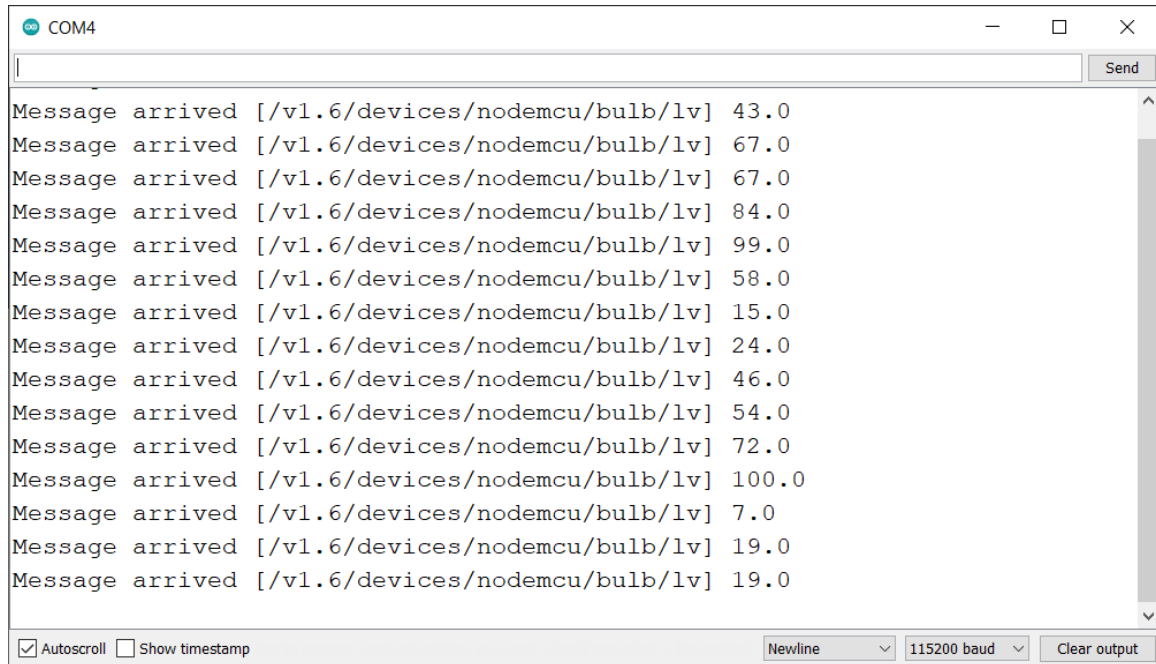 COM4
Send
Message arrived [/v1.6/devices/nodemcu/bulb/lv] 43.0
Message arrived [/v1.6/devices/nodemcu/bulb/lv] 67.0
Message arrived [/v1.6/devices/nodemcu/bulb/lv] 67.0
Message arrived [/v1.6/devices/nodemcu/bulb/lv] 84.0
Message arrived [/v1.6/devices/nodemcu/bulb/lv] 99.0
Message arrived [/v1.6/devices/nodemcu/bulb/lv] 58.0
Message arrived [/v1.6/devices/nodemcu/bulb/lv] 15.0
Message arrived [/v1.6/devices/nodemcu/bulb/lv] 24.0
Message arrived [/v1.6/devices/nodemcu/bulb/lv] 46.0
Message arrived [/v1.6/devices/nodemcu/bulb/lv] 54.0
Message arrived [/v1.6/devices/nodemcu/bulb/lv] 72.0
Message arrived [/v1.6/devices/nodemcu/bulb/lv] 100.0
Message arrived [/v1.6/devices/nodemcu/bulb/lv] 7.0
Message arrived [/v1.6/devices/nodemcu/bulb/lv] 19.0
Message arrived [/v1.6/devices/nodemcu/bulb/lv] 19.0
Autoscroll Show timestamp Newline 115200 baud Clear output